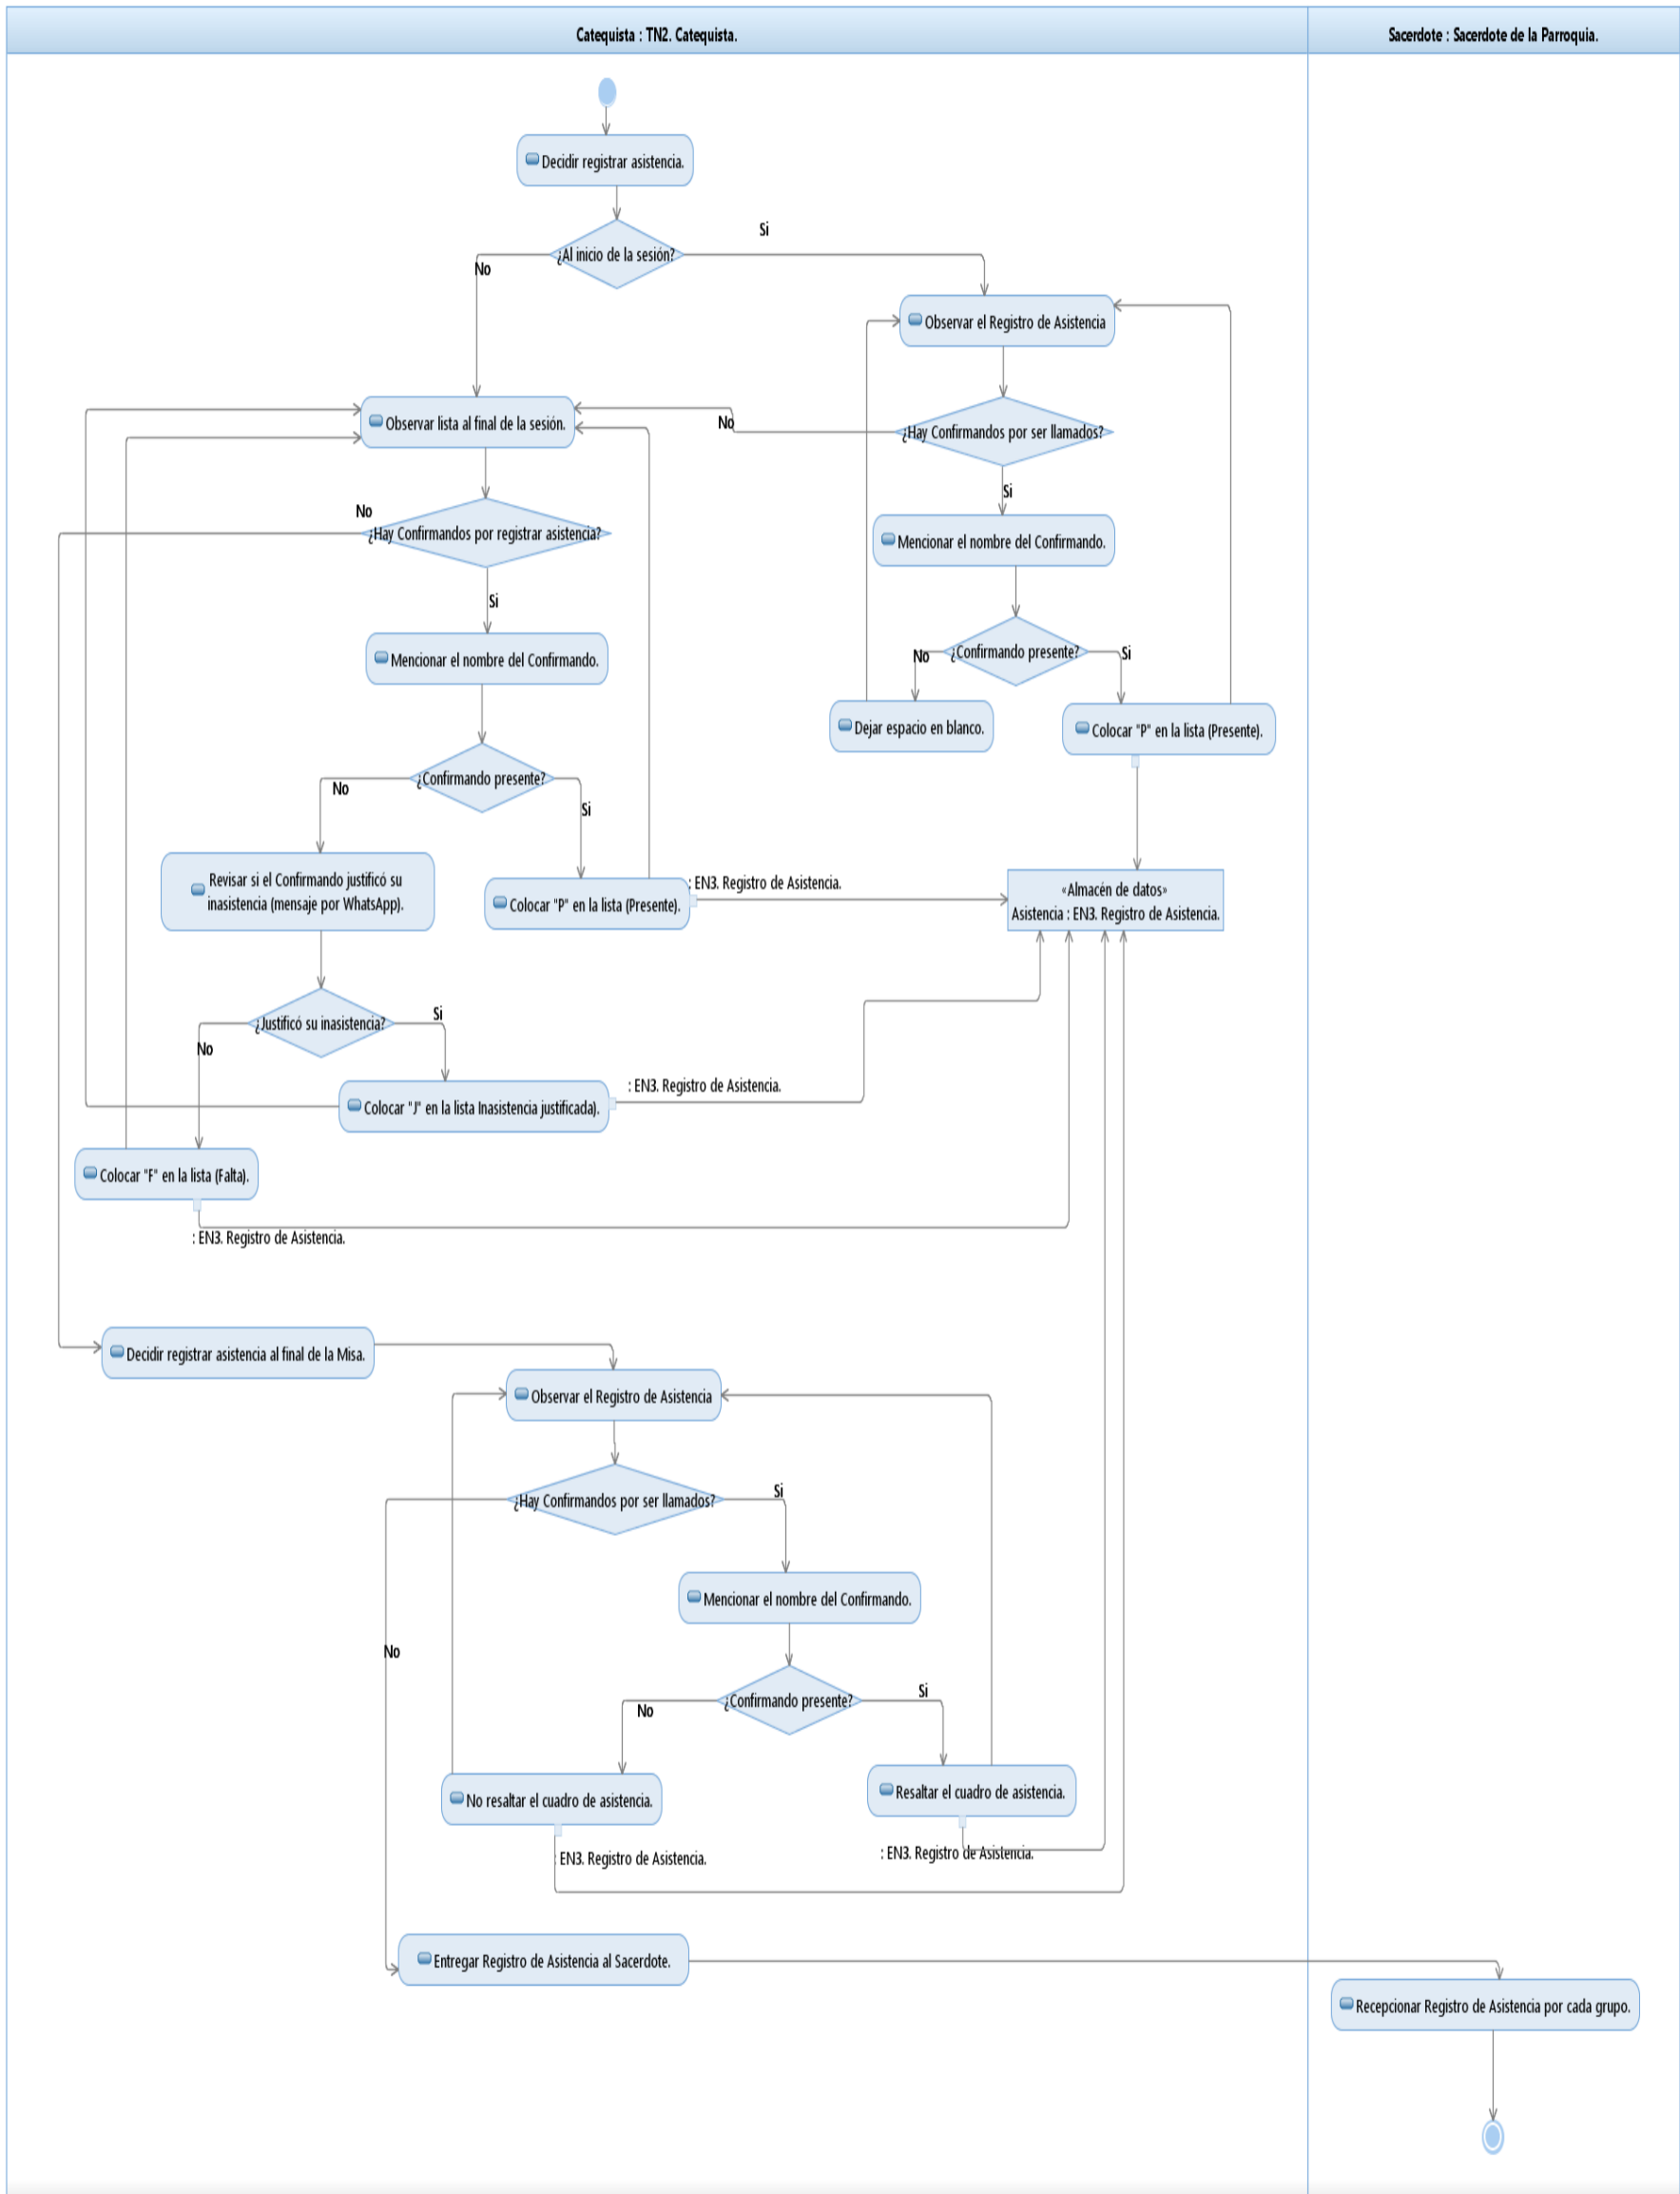 Catequista : TN2. Catequista.
Sacerdote : Sacerdote de la Parroquia.
Decidir registrar asistencia.
Si
¿Al inicio de la sesión?
No
Observar el Registro de Asistencia
Observar lista al final de la sesión.
No
¿Hay Confirmandos por ser llamados?
Si
No
¿Hay Confirmandos por registrar asistencia?
Mencionar el nombre del Confirmando.
Si
Mencionar el nombre del Confirmando.
¿Confirmando presente?
No
Si
Dejar espacio en blanco.
Colocar "P" en la lista (Presente).
¿Confirmando presente?
No
Si
Revisar si el Confirmando justificó su
inasistencia (mensaje por WhatsApp).
Colocar "P" en la lista (Presente).
: EN3. Registro de Asistencia.
«Almacén de datos»
Asistencia : EN3. Registro de Asistencia.
¿Justificó su inasistencia?
Si
No
: EN3. Registro de Asistencia.
Colocar "J" en la lista Inasistencia justificada).
Colocar "F" en la lista (Falta).
: EN3. Registro de Asistencia.
Decidir registrar asistencia al final de la Misa.
Observar el Registro de Asistencia
¿Hay Confirmandos por ser llamados?
Si
Mencionar el nombre del Confirmando.
No
¿Confirmando presente?
Si
No
No resaltar el cuadro de asistencia.
Resaltar el cuadro de asistencia.
: EN3. Registro de Asistencia.
: EN3. Registro de Asistencia.
Entregar Registro de Asistencia al Sacerdote.
Recepcionar Registro de Asistencia por cada grupo.